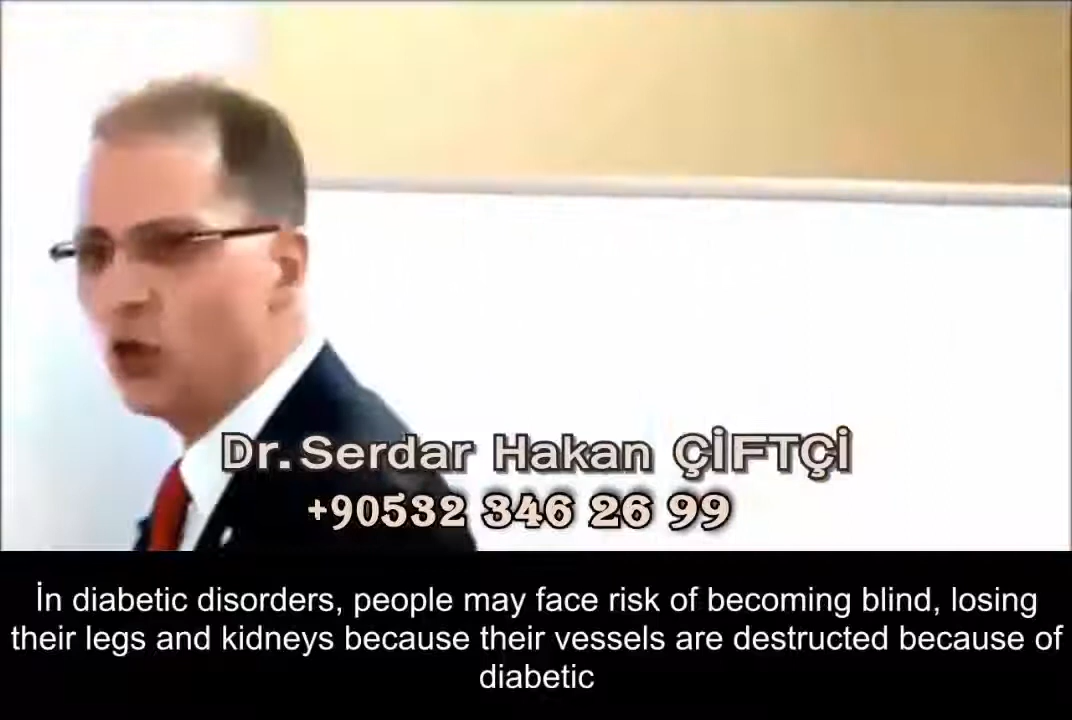 Dr. Serdar Hakan ÇİFTÇİ
+90532 346 26 99
İn diabetic disorders, people may face risk of becoming blind, losing
their legs and kidneys because their vessels are destructed because of
diabetic